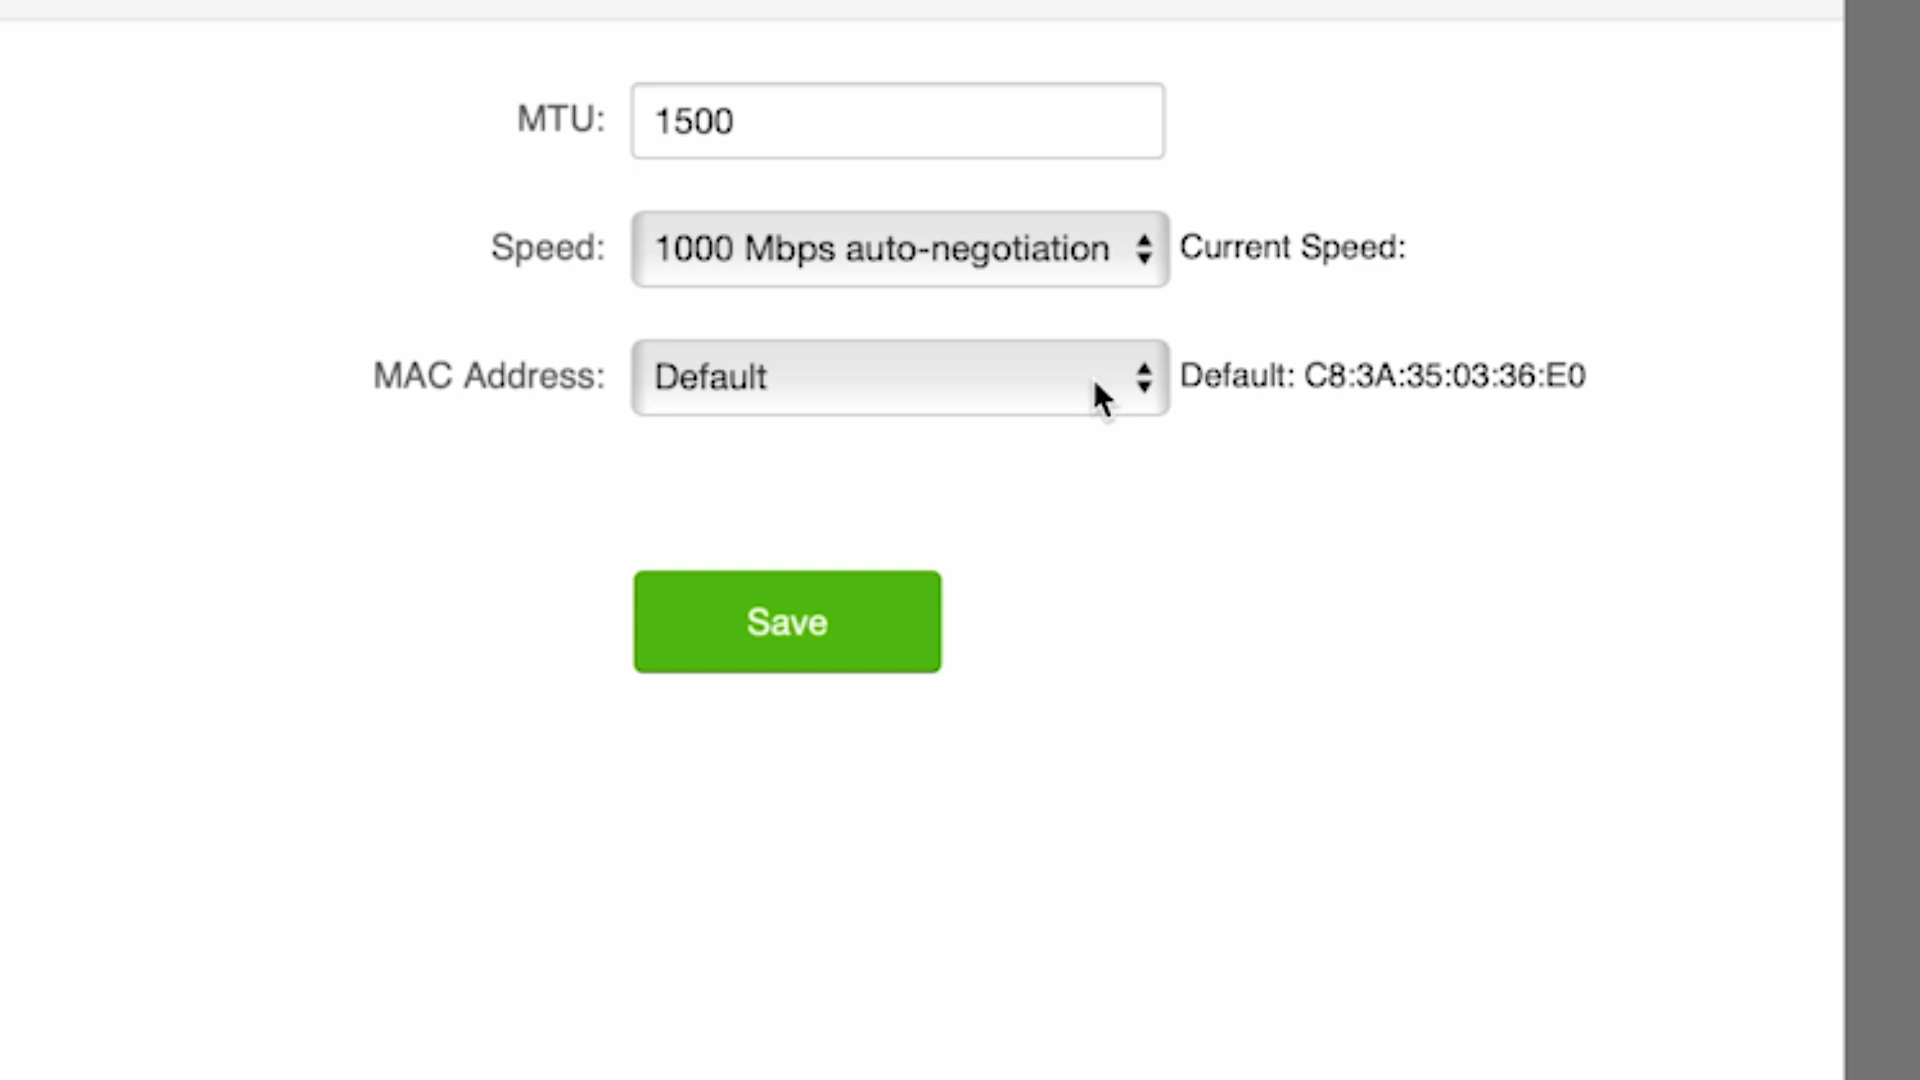 MTU: 1500
Speed: 1000 Mbps auto-negotiation Current Speed:
MAC Address: Default Default: C8:3A:35:03:36:E0
Save